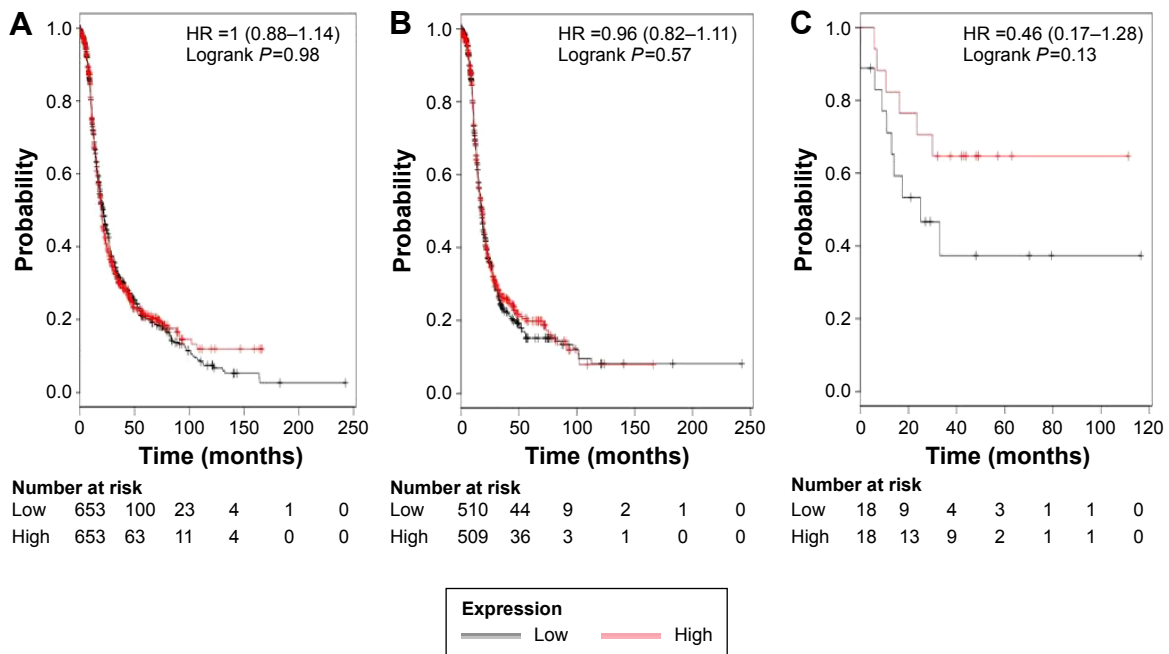 A
HR =1 (0.88–1.14)
Logrank P=0.98
Probability
1.0
0.8
0.6
0.4
0.2
0.0
0 50 100 150 200 250
Time (months)
Number at risk
Low 653 100 23 4 1 0
High 653 63 11 4 0 0
B
HR =0.96 (0.82–1.11)
Logrank P=0.57
Probability
1.0
0.8
0.6
0.4
0.2
0.0
0 50 100 150 200 250
Time (months)
Number at risk
Low 510 44 9 2 1 0
High 509 36 3 1 0 0
C
HR =0.46 (0.17–1.28)
Logrank P=0.13
Probability
1.0
0.8
0.6
0.4
0.2
0.0
0 20 40 60 80 100 120
Time (months)
Number at risk
Low 18 9 4 3 1 1 0
High 18 13 9 2 1 1 0
Expression
Low High